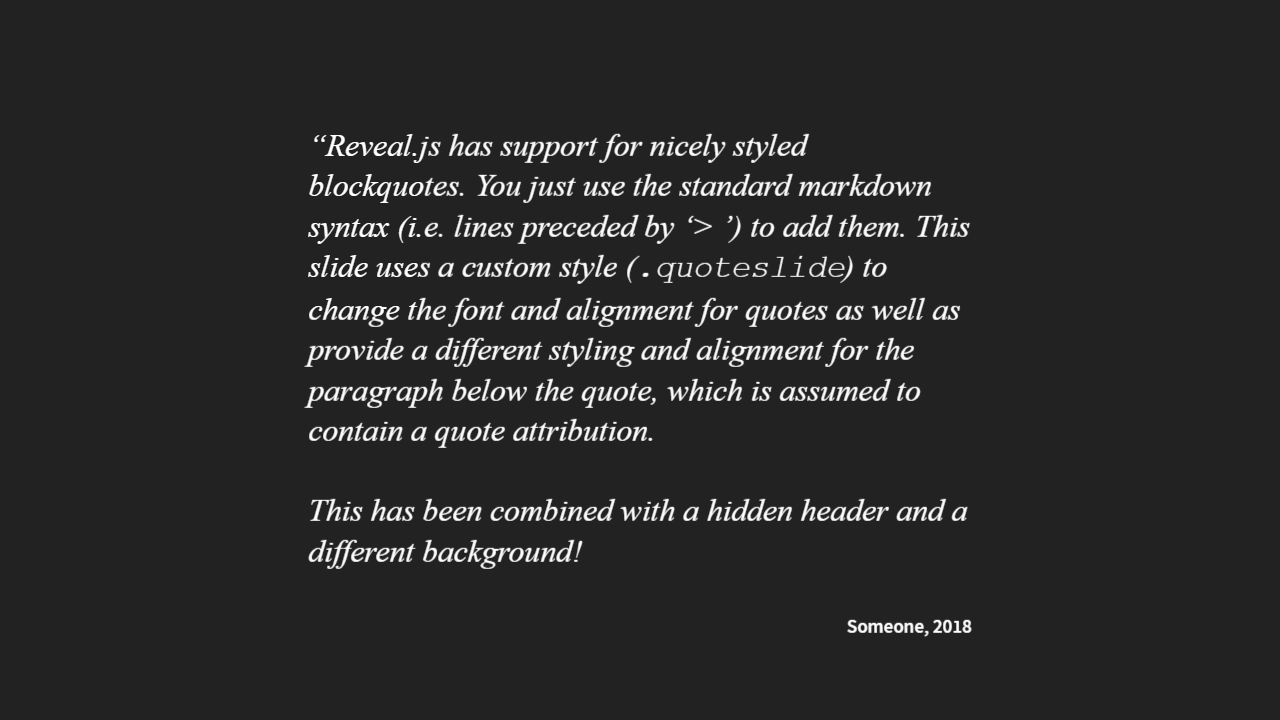 “Reveal.js has support for nicely styled
blockquotes. You just use the standard markdown
syntax (i.e. lines preceded by ‘> ’) to add them. This
slide uses a custom style (.quoteslide) to
change the font and alignment for quotes as well as
provide a different styling and alignment for the
paragraph below the quote, which is assumed to
contain a quote attribution.
This has been combined with a hidden header and a
different background!
Someone, 2018